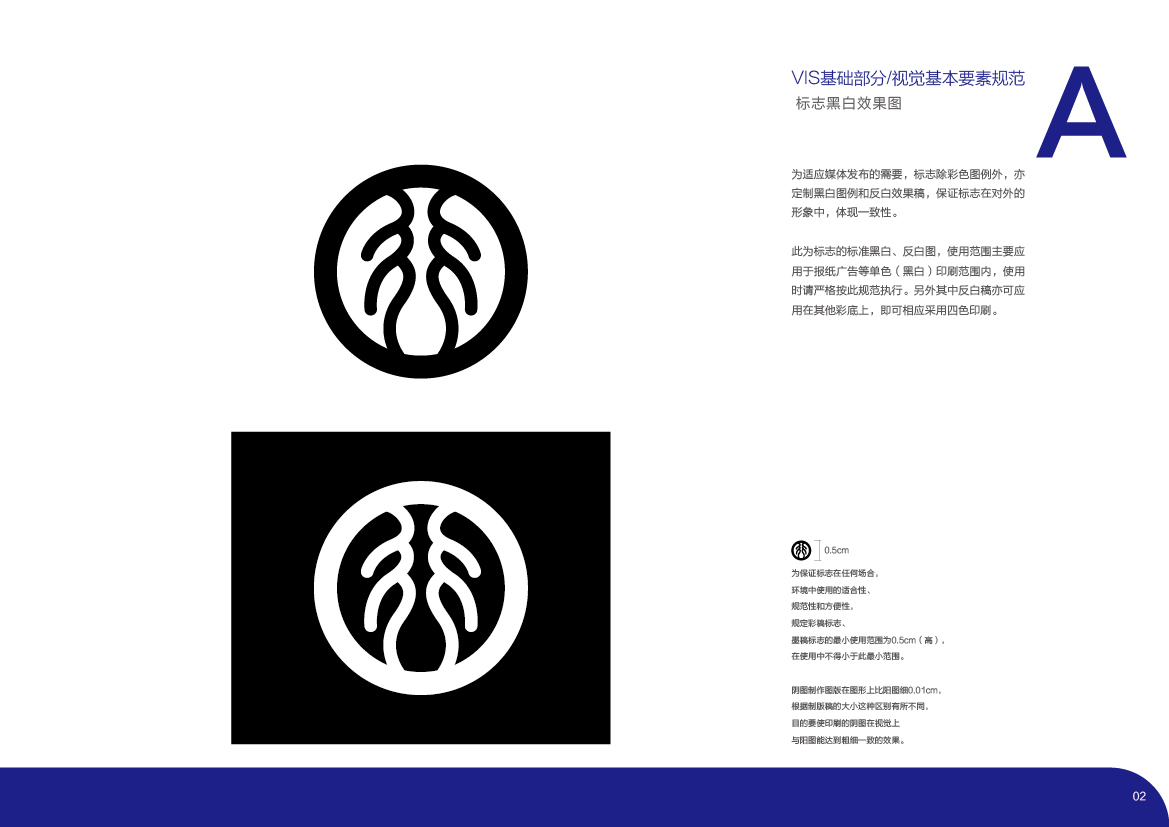 VIS基础部分/视觉基本要素规范
标志黑白效果图
A
为适应媒体发布的需要，标志除彩色图例外，亦
定制黑白图例和反白效果稿，保证标志在对外的
形象中，体现一致性。
此为标志的标准黑白、反白图，使用范围主要应
用于报纸广告等单色（黑白）印刷范围内，使用
时请严格按此规范执行。另外其中反白稿亦可应
用在其他彩底上，即可相应采用四色印刷。
0.5cm
为保证标志在任何场合，
环境中使用的适合性、
规范性和方便性，
规定彩稿标志、
墨稿标志的最小使用范围为0.5cm（高），
在使用中不得小于此最小范围。
阴图制作图版在图形上比阳图细0.01cm，
根据制版稿的大小这种区别有所不同，
目的要使印刷的阴图在视觉上
与阳图能达到粗细一致的效果。
02